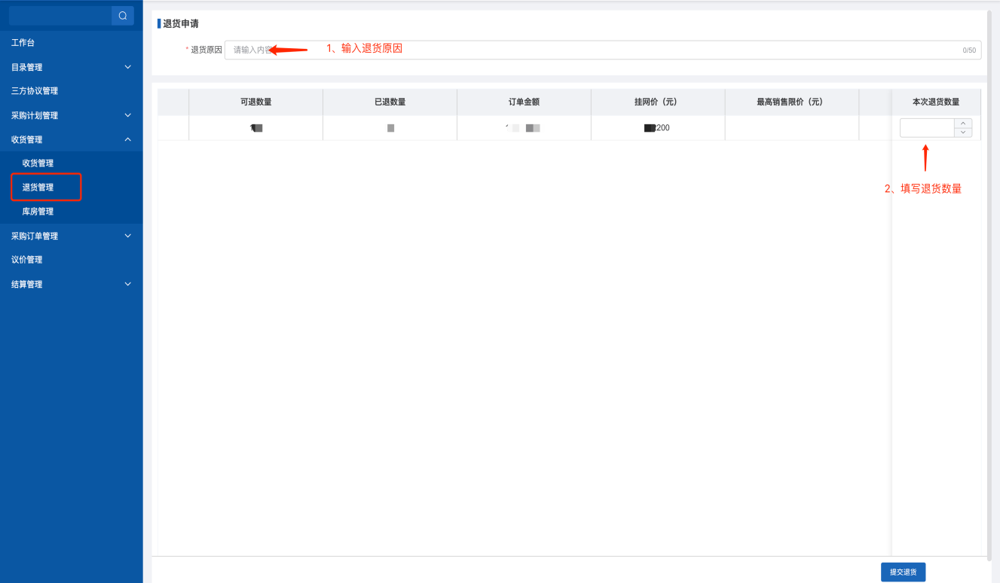 退货申请
工作台
* 退货原因 请输入内容 1、输入退货原因 0/50
目录管理
三方协议管理
可退数量 已退数量 订单金额 挂网价（元） 最高销售限价（元） 本次退货数量
采购计划管理
200
收货管理
收货管理
退货管理
2、填写退货数量
库房管理
采购订单管理
议价管理
结算管理
提交退货